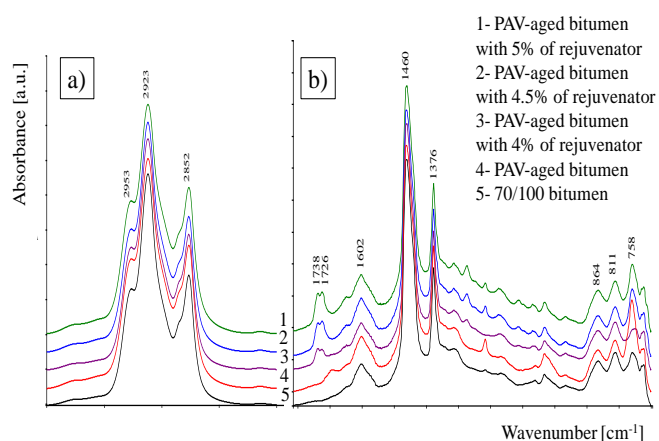 1- PAV-aged bitumen
with 5% of rejuvenator
2- PAV-aged bitumen
with 4.5% of rejuvenator
3- PAV-aged bitumen
with 4% of rejuvenator
4- PAV-aged bitumen
5- 70/100 bitumen
Absorbance [a.u.]
a)
2953
2923
2852
1
2
3
4
5
b)
1738
1726
1602
1460
1376
864
811
758
Wavenumber [cm-1]